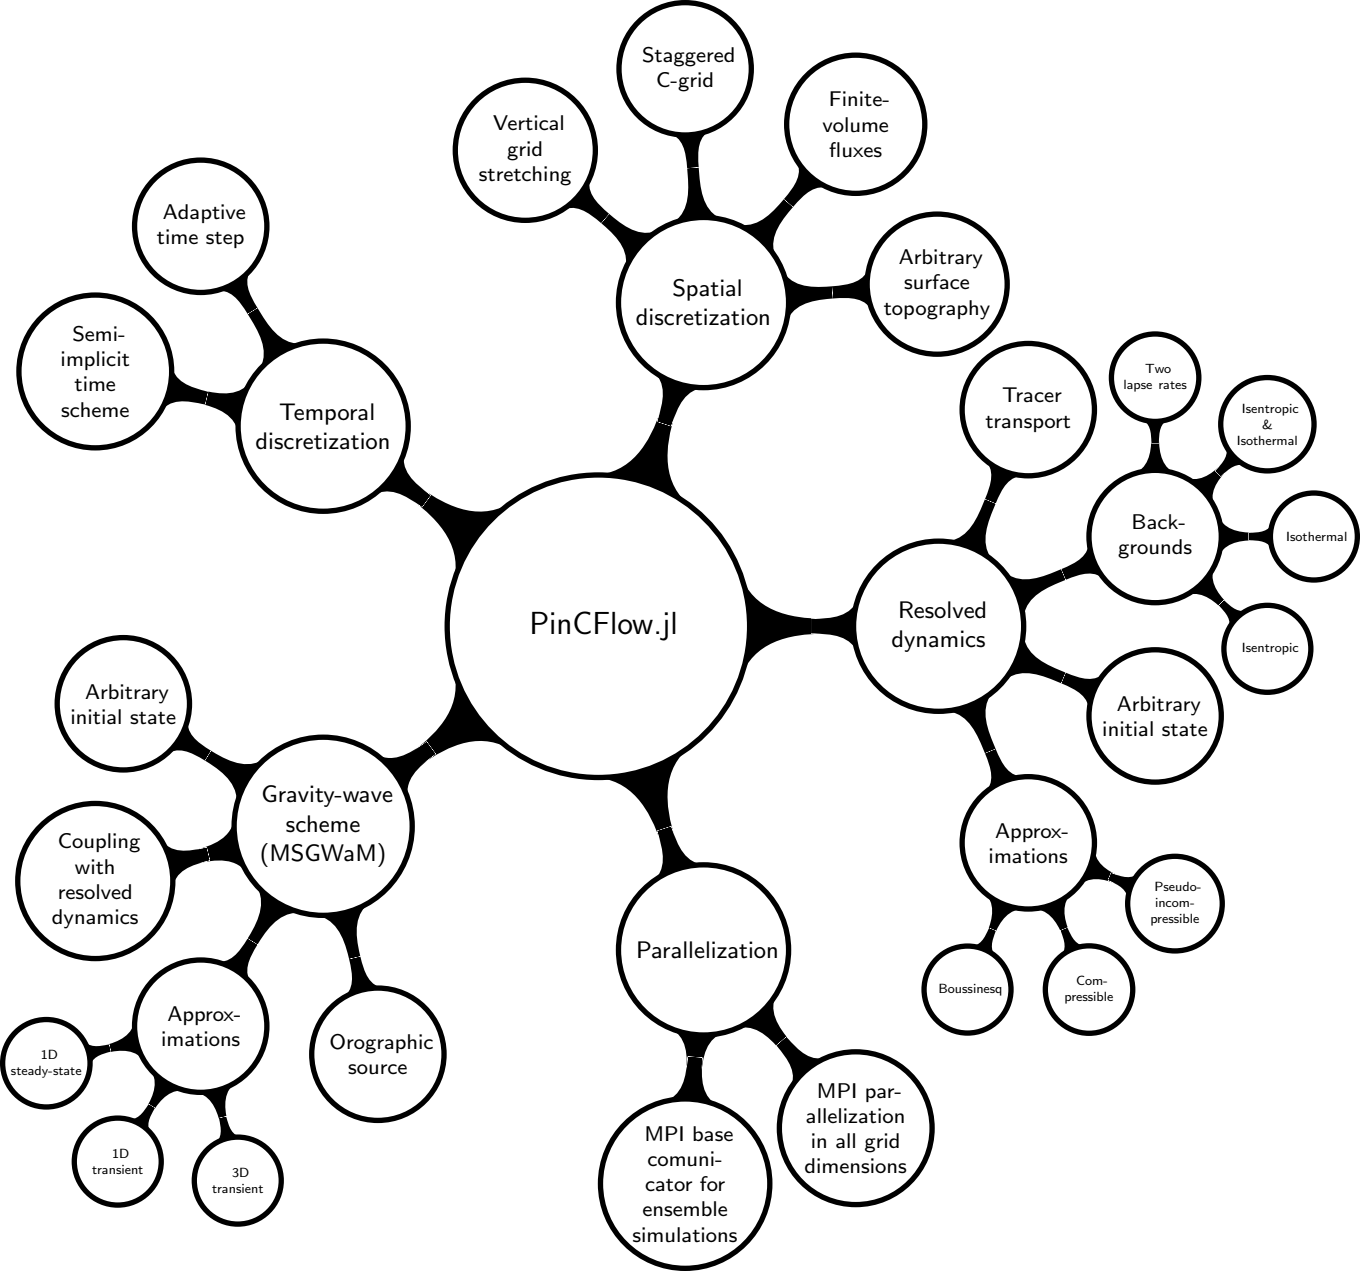 PinCFlow.jl
Spatial
discretization
Vertical
grid
stretching
Staggered
C-grid
Finite-
volume
fluxes
Arbitrary
surface
topography
Temporal
discretization
Adaptive
time step
Semi-
implicit
time
scheme
Resolved
dynamics
Tracer
transport
Back-
grounds
Two
lapse rates
Isentropic
&
Isothermal
Isothermal
Isentropic
Arbitrary
initial state
Approx-
imations
Pseudo-
incom-
pressible
Com-
pressible
Boussinesq
Gravity-wave
scheme
(MSGWaM)
Arbitrary
initial state
Coupling
with
resolved
dynamics
Approx-
imations
1D
steady-state
1D
transient
3D
transient
Orographic
source
Parallelization
MPI base
comuni-
cator for
ensemble
simulations
MPI par-
allelization
in all grid
dimensions